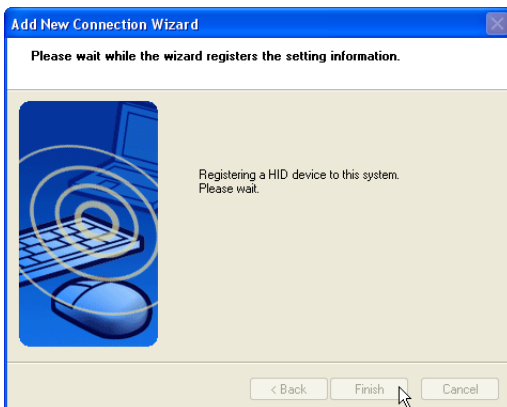 Add New Connection Wizard
Please wait while the wizard registers the setting information.
Registering a HID device to this system.
Please wait.
< Back
Finish
Cancel